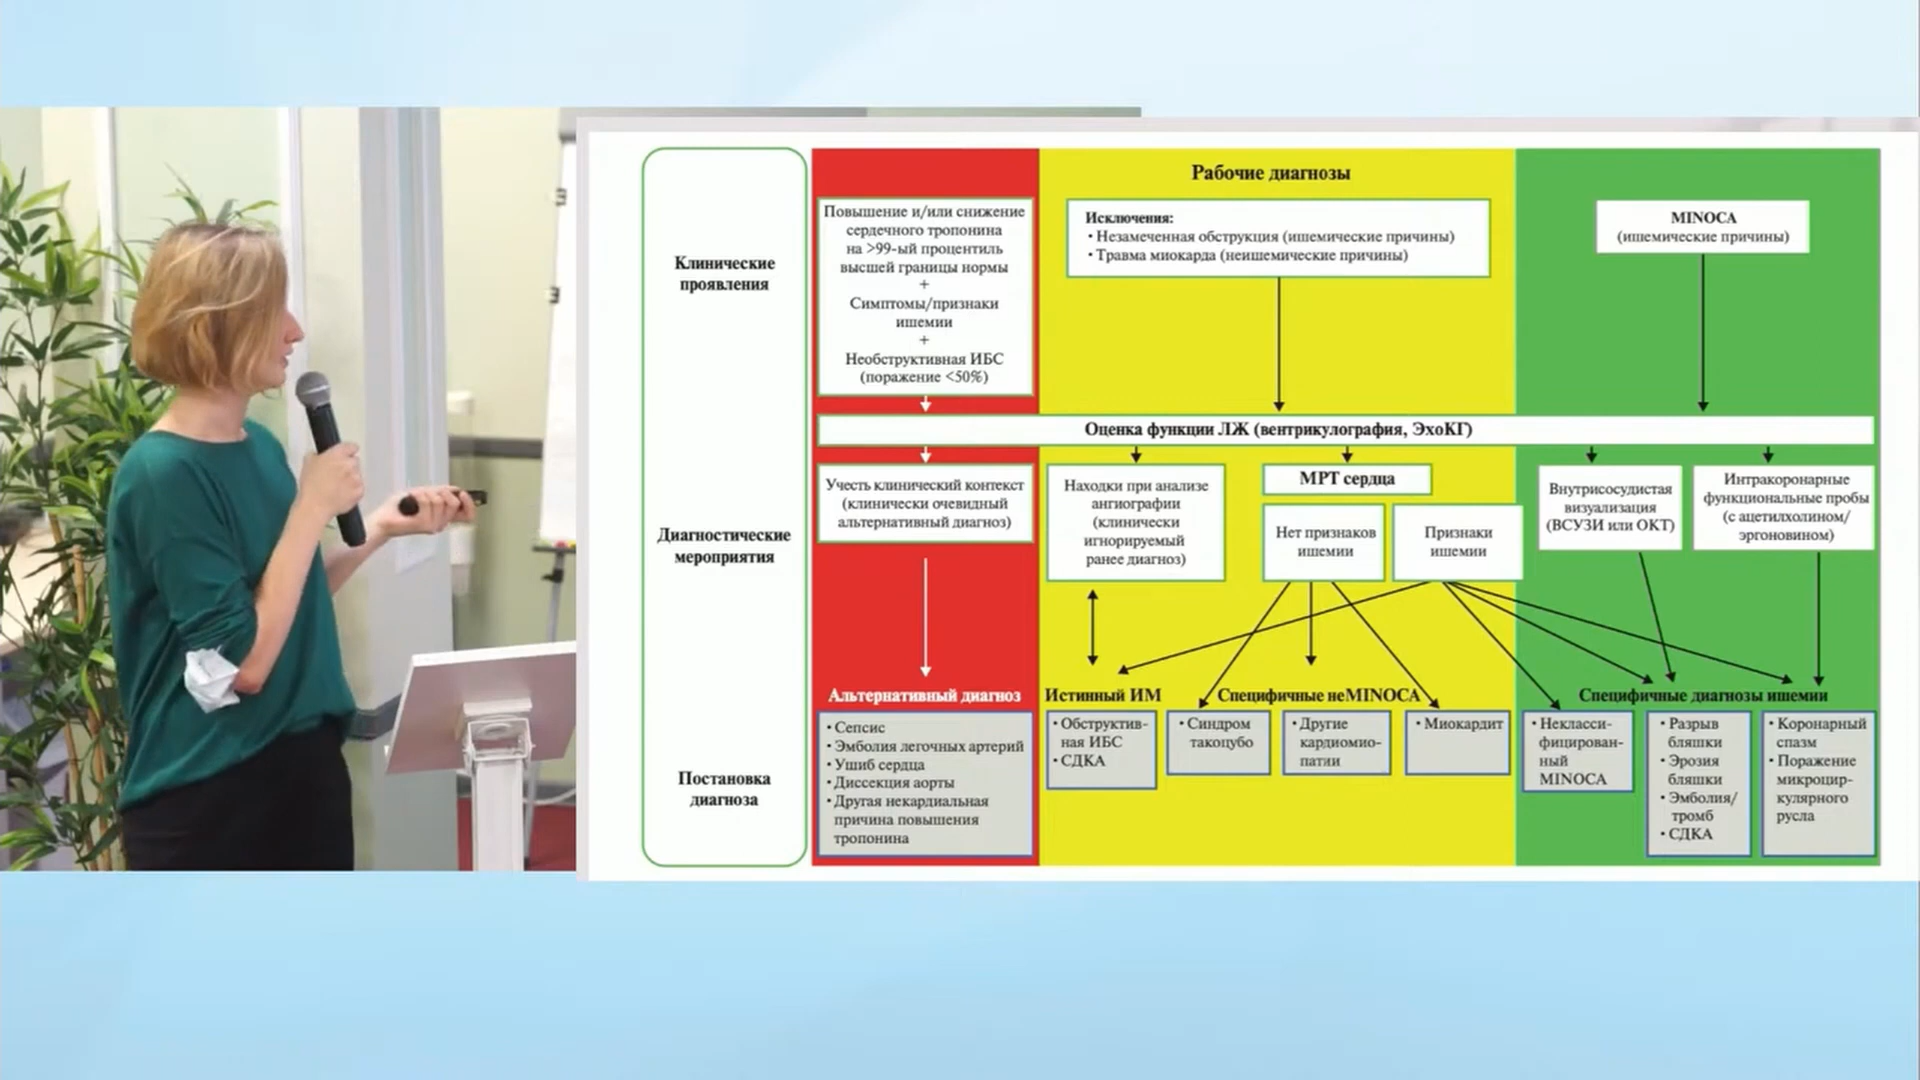 Рабочие диагнозы
Клинические
проявления
Повышение и/или снижение
сердечного тропонина
на >99-ый процентиль
высшей границы нормы
+
Симптомы/признаки
ишемии
+
Необструктивная ИБС
(поражение <50%)
Исключения:
• Незамеченная обструкция (ишемические причины)
• Травма миокарда (неишемические причины)
MINOCA
(ишемические причины)
Оценка функции ЛЖ (вентрикулография, ЭхоКГ)
Диагностические
мероприятия
Учесть клинический контекст
(клинически очевидный
альтернативный диагноз)
Находки при анализе
ангиографии
(клинически
игнорируемый
ранее диагноз)
МРТ сердца
Нет признаков
ишемии
Признаки
ишемии
Внутрисосудистая
визуализация
(ВСУЗИ или ОКТ)
Интракоронарные
функциональные пробы
(с ацетилхолином/
эргоновином)
Постановка
диагноза
Альтернативный диагноз
• Сепсис
• Эмболия легочных артерий
• Ушиб сердца
• Диссекция аорты
• Другая некардиальная
причина повышения
тропонина
Истинный ИМ
• Обструктив-
ная ИБС
• СДКА
Специфичные неMINOCA
• Синдром
такоцубо
• Другие
кардиомио-
патии
• Миокардит
Специфичные диагнозы ишемии
• Некласси-
фицирован-
ный
MINOCA
• Разрыв
бляшки
• Эрозия
бляшки
• Эмболия/
тромб
• СДКА
• Коронарный
спазм
• Поражение
микроцир-
кулярного
русла